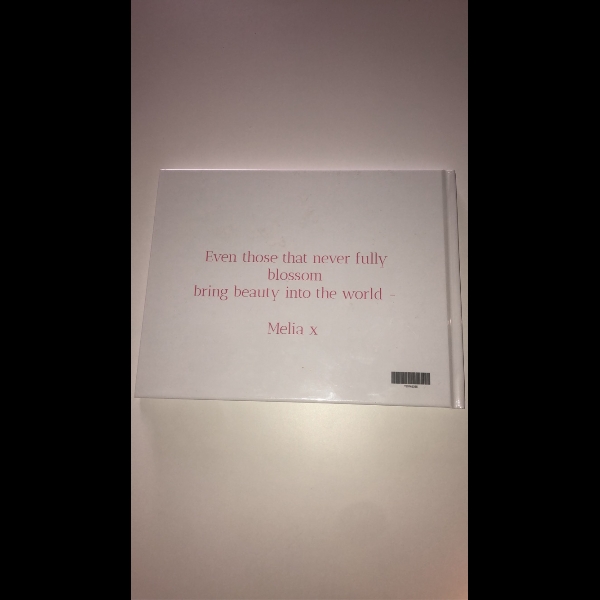 Even those that never fully
blossom
bring beauty into the world -
Melia x